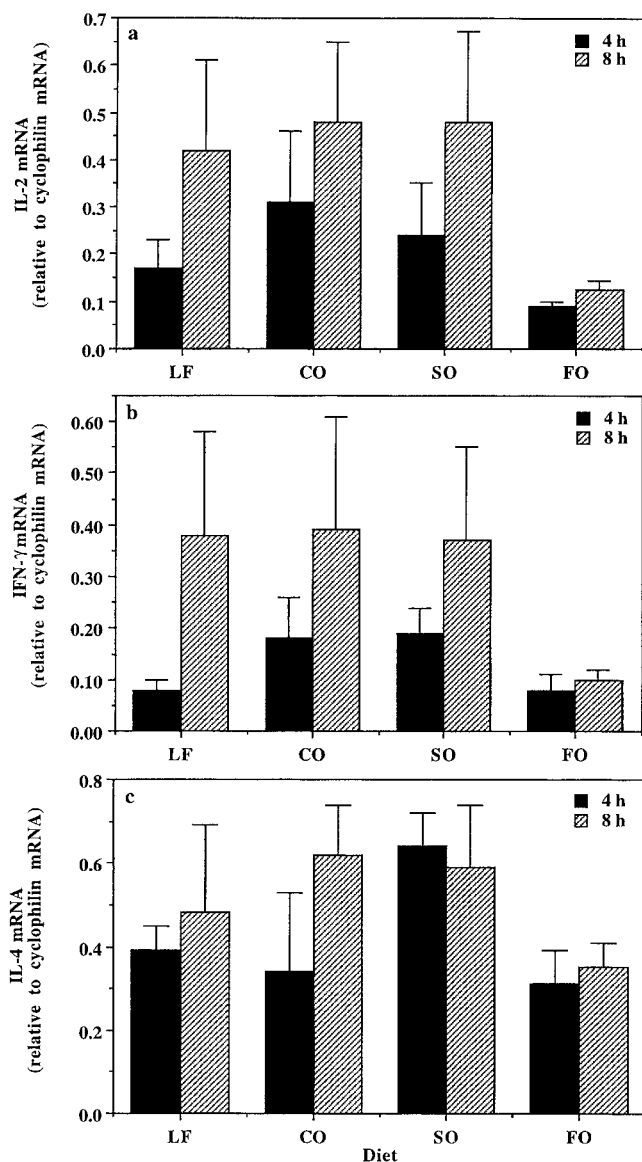 a
4 h
8 h
IL-2 mRNA
(relative to cyclophilin mRNA)
0.7
0.6
0.5
0.4
0.3
0.2
0.1
0.0
LF CO SO FO
b
4 h
8 h
IFN-γ mRNA
(relative to cyclophilin mRNA)
0.60
0.50
0.40
0.30
0.20
0.10
0.00
LF CO SO FO
c
4 h
8 h
IL-4 mRNA
(relative to cyclophilin mRNA)
0.8
0.6
0.4
0.2
0.0
LF CO SO FO
Diet